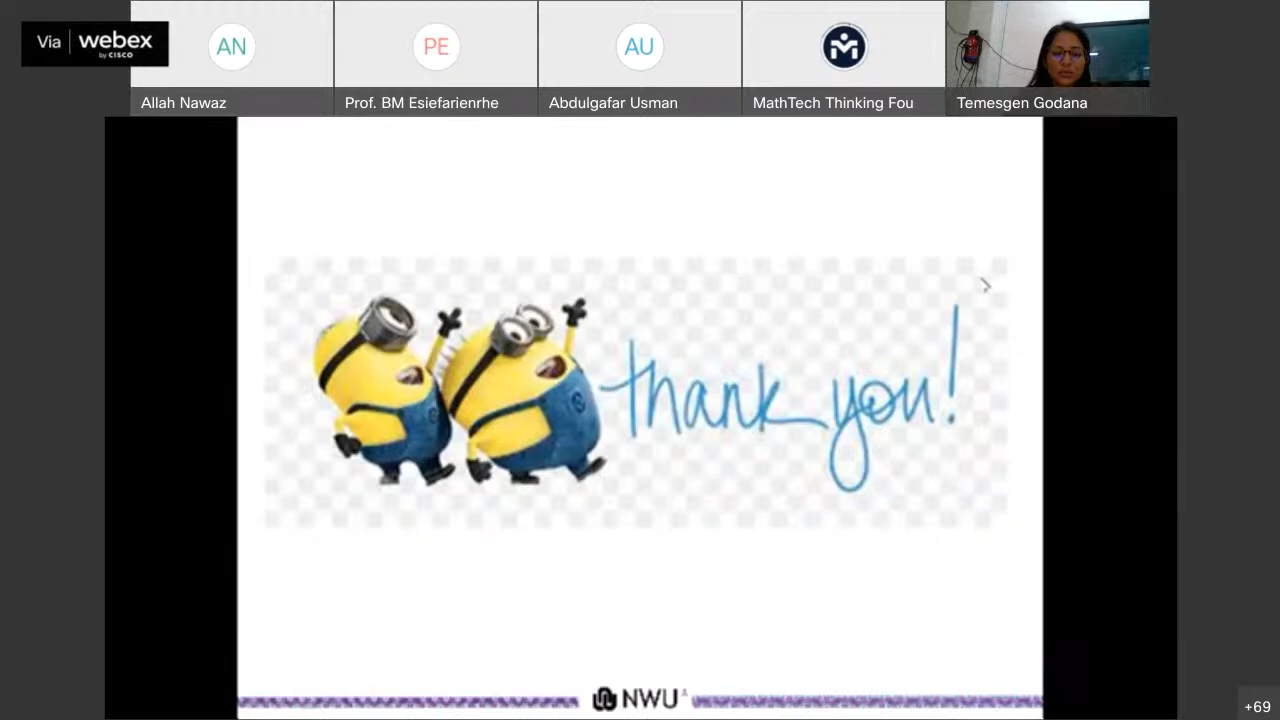 Via webex
by CISCO
AN
PE
AU
Allah Nawaz
Prof. BM Esiefarienrhe
Abdulgafar Usman
MathTech Thinking Fou
Temesgen Godana
thank you!
NWU
+69